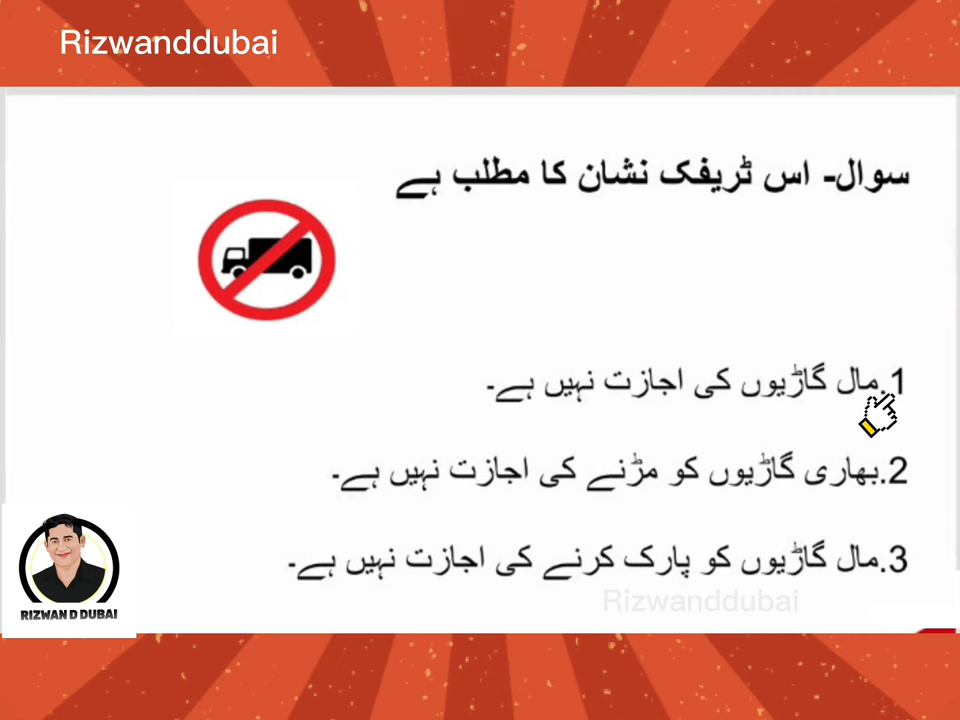 Rizwanddubai
سوال- اس ٹریفک نشان کا مطلب ہے
1.مال گاڑیوں کی اجازت نہیں ہے۔
2.بھاری گاڑیوں کو مڑنے کی اجازت نہیں ہے۔
3.مال گاڑیوں کو پارک کرنے کی اجازت نہیں ہے۔
Rizwanddubai
RIZWAN D DUBAI